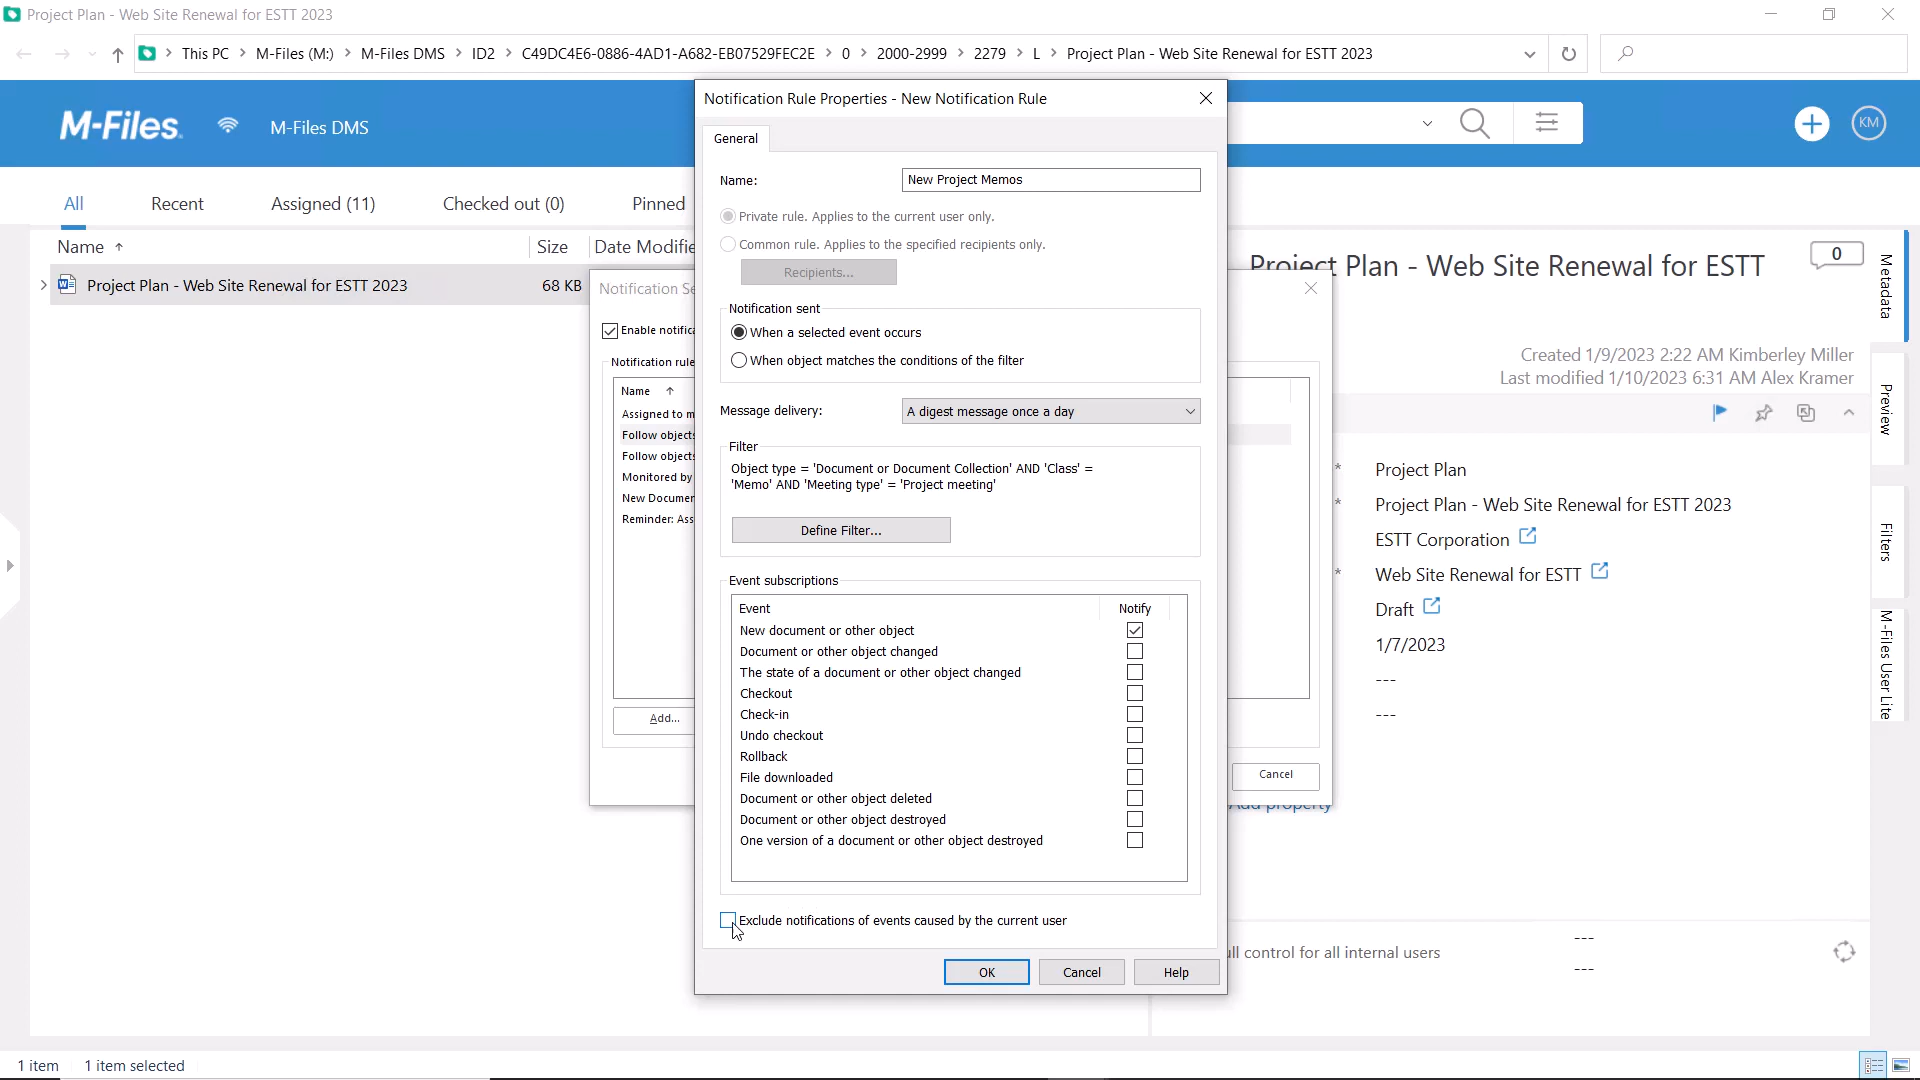 Project Plan - Web Site Renewal for ESTT 2023
This PC > M-Files (M:) > M-Files DMS > ID2 > C49DC4E6-0886-4AD1-A682-EB07529FEC2E > 0 > 2000-2999 > 2279 > L > Project Plan - Web Site Renewal for ESTT 2023
M-Files. M-Files DMS
KM
All Recent Assigned (11) Checked out (0) Pinned
Name Size Date Modifie
Project Plan - Web Site Renewal for ESTT 2023 68 KB
Notification Se
Enable notifica
Notification rule
Name
Assigned to m
Follow objects
Follow objects
Monitored by
New Documen
Reminder: Ass
Add...
Cancel
Notification Rule Properties - New Notification Rule
General
Name: New Project Memos
Private rule. Applies to the current user only.
Common rule. Applies to the specified recipients only.
Recipients...
Notification sent
When a selected event occurs
When object matches the conditions of the filter
Message delivery: A digest message once a day
Filter
Object type = 'Document or Document Collection' AND 'Class' =
'Memo' AND 'Meeting type' = 'Project meeting'
Define Filter...
Event subscriptions
Event Notify
New document or other object
Document or other object changed
The state of a document or other object changed
Checkout
Check-in
Undo checkout
Rollback
File downloaded
Document or other object deleted
Document or other object destroyed
One version of a document or other object destroyed
Exclude notifications of events caused by the current user
OK Cancel Help
Project Plan - Web Site Renewal for ESTT
0
Created 1/9/2023 2:22 AM Kimberley Miller
Last modified 1/10/2023 6:31 AM Alex Kramer
* Project Plan
* Project Plan - Web Site Renewal for ESTT 2023
ESTT Corporation
* Web Site Renewal for ESTT
Draft
1/7/2023
---
---
Add property
ull control for all internal users
---
---
Metadata
Preview
Filters
M-Files User Lite
1 item 1 item selected